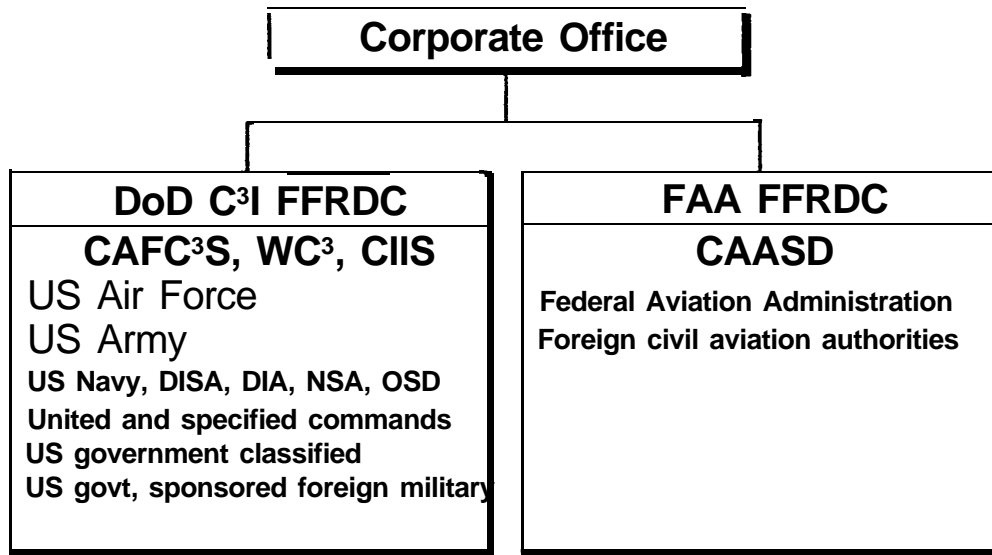 Corporate Office
DoD C³I FFRDC
CAFC³S, WC³, CIIS
US Air Force
US Army
US Navy, DISA, DIA, NSA, OSD
United and specified commands
US government classified
US govt, sponsored foreign military
FAA FFRDC
CAASD
Federal Aviation Administration
Foreign civil aviation authorities